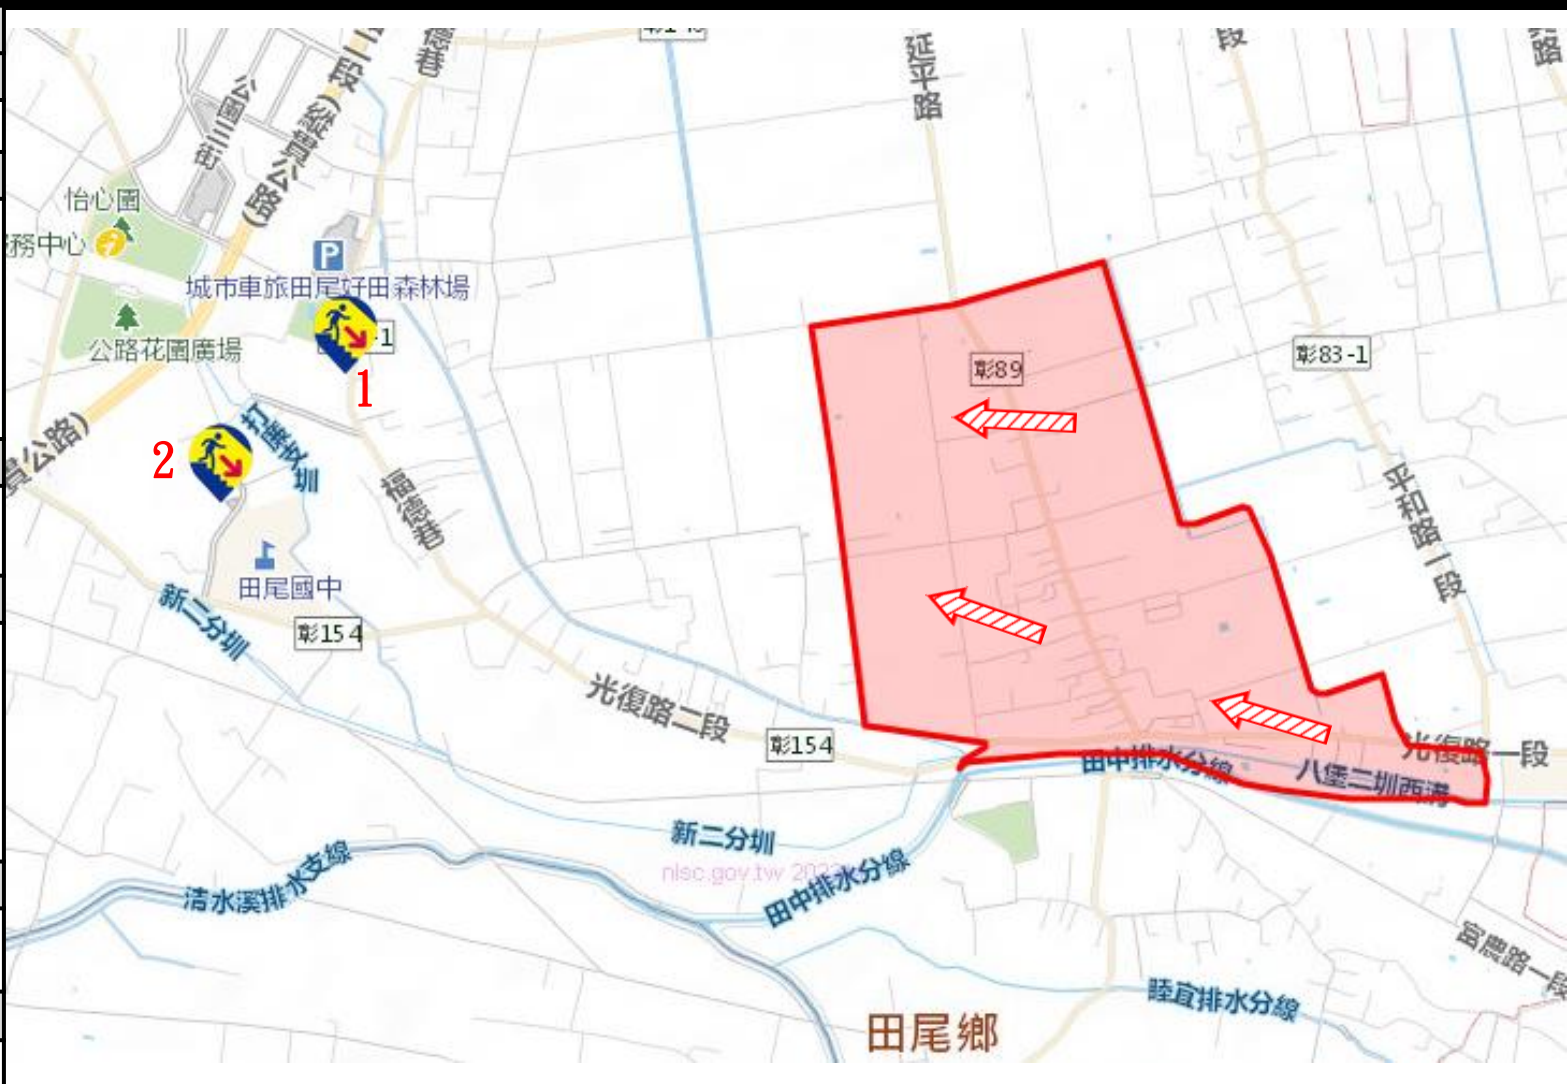 延平路
段
德巷
二段(縱貫公路)
公園三街
怡心園
務中心
P
城市車旅田尾好田森林場
-1
公路花園廣場
1
2
貫公路)
福德巷
田尾國中
新二分圳
彰154
彰89
彰83-1
平和路一段
光復路二段
彰154
光復路一段
田中排水分線
八堡二圳西溝
新二分圳
nlsc.gov.tw
清水溪排水支線
田中排水分線
富農路一段
睦宜排水分線
田尾鄉